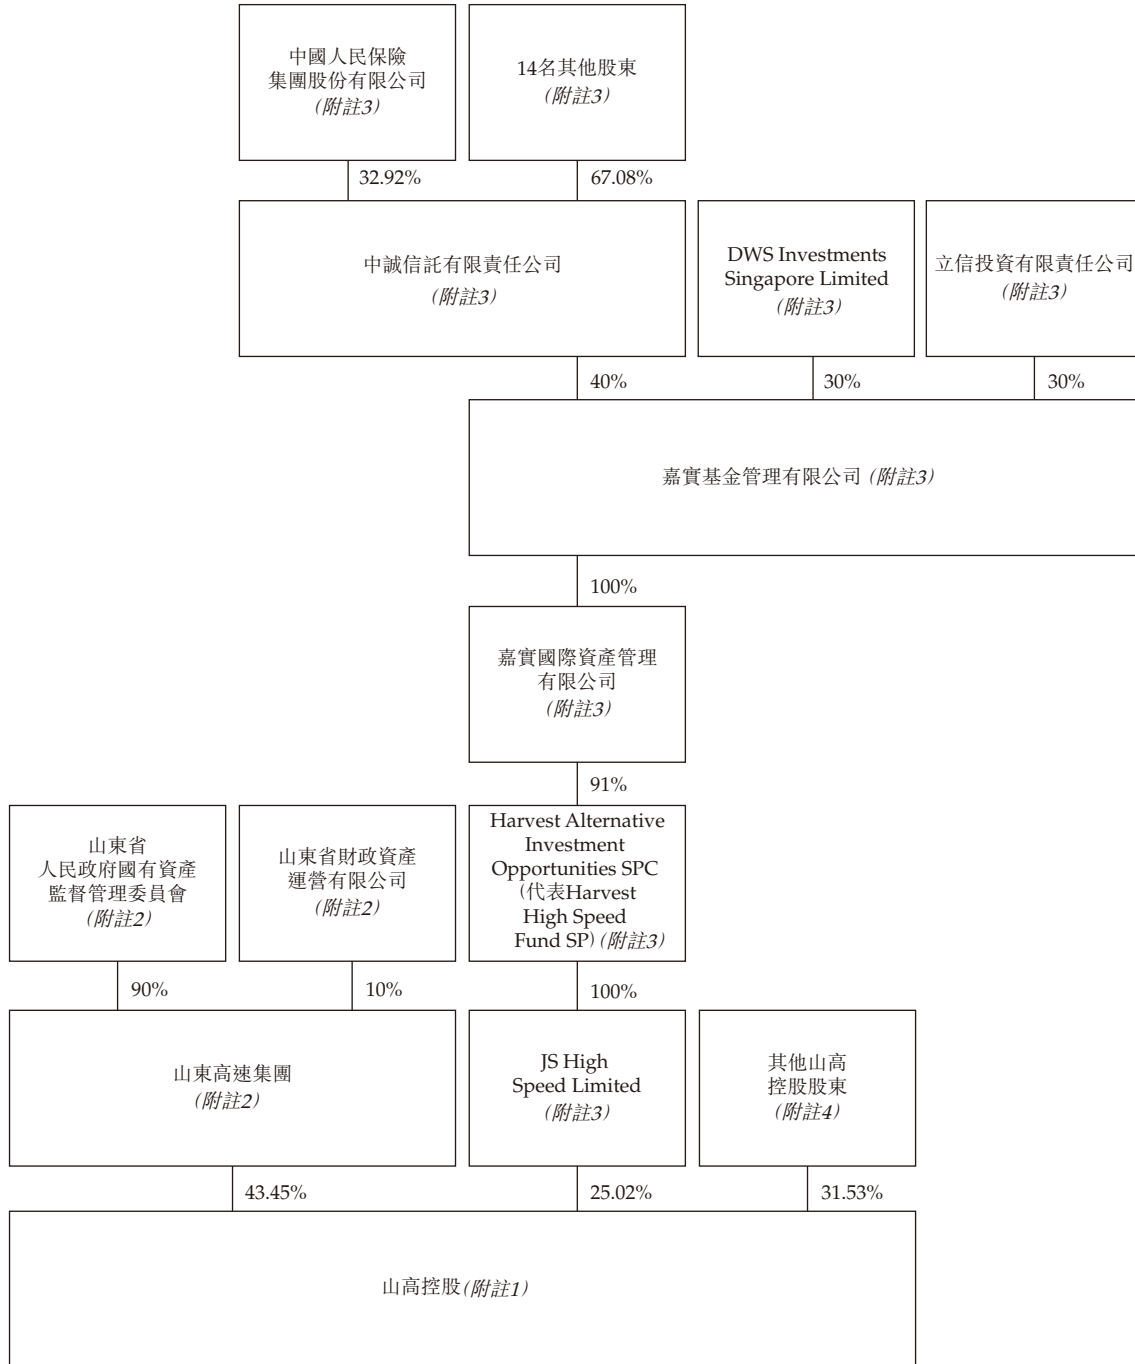 中國人民保險
集團股份有限公司
(附註3)
14名其他股東
(附註3)
32.92%
67.08%
中誠信託有限責任公司
(附註3)
DWS Investments
Singapore Limited
(附註3)
立信投資有限責任公司
(附註3)
40%
30%
30%
嘉實基金管理有限公司 (附註3)
100%
嘉實國際資產管理
有限公司
(附註3)
91%
山東省
人民政府國有資產
監督管理委員會
(附註2)
山東省財政資產
運營有限公司
(附註2)
Harvest Alternative
Investment
Opportunities SPC
(代表Harvest
High Speed
Fund SP) (附註3)
90%
10%
100%
山東高速集團
(附註2)
JS High
Speed Limited
(附註3)
其他山高
控股股東
(附註4)
43.45%
25.02%
31.53%
山高控股(附註1)